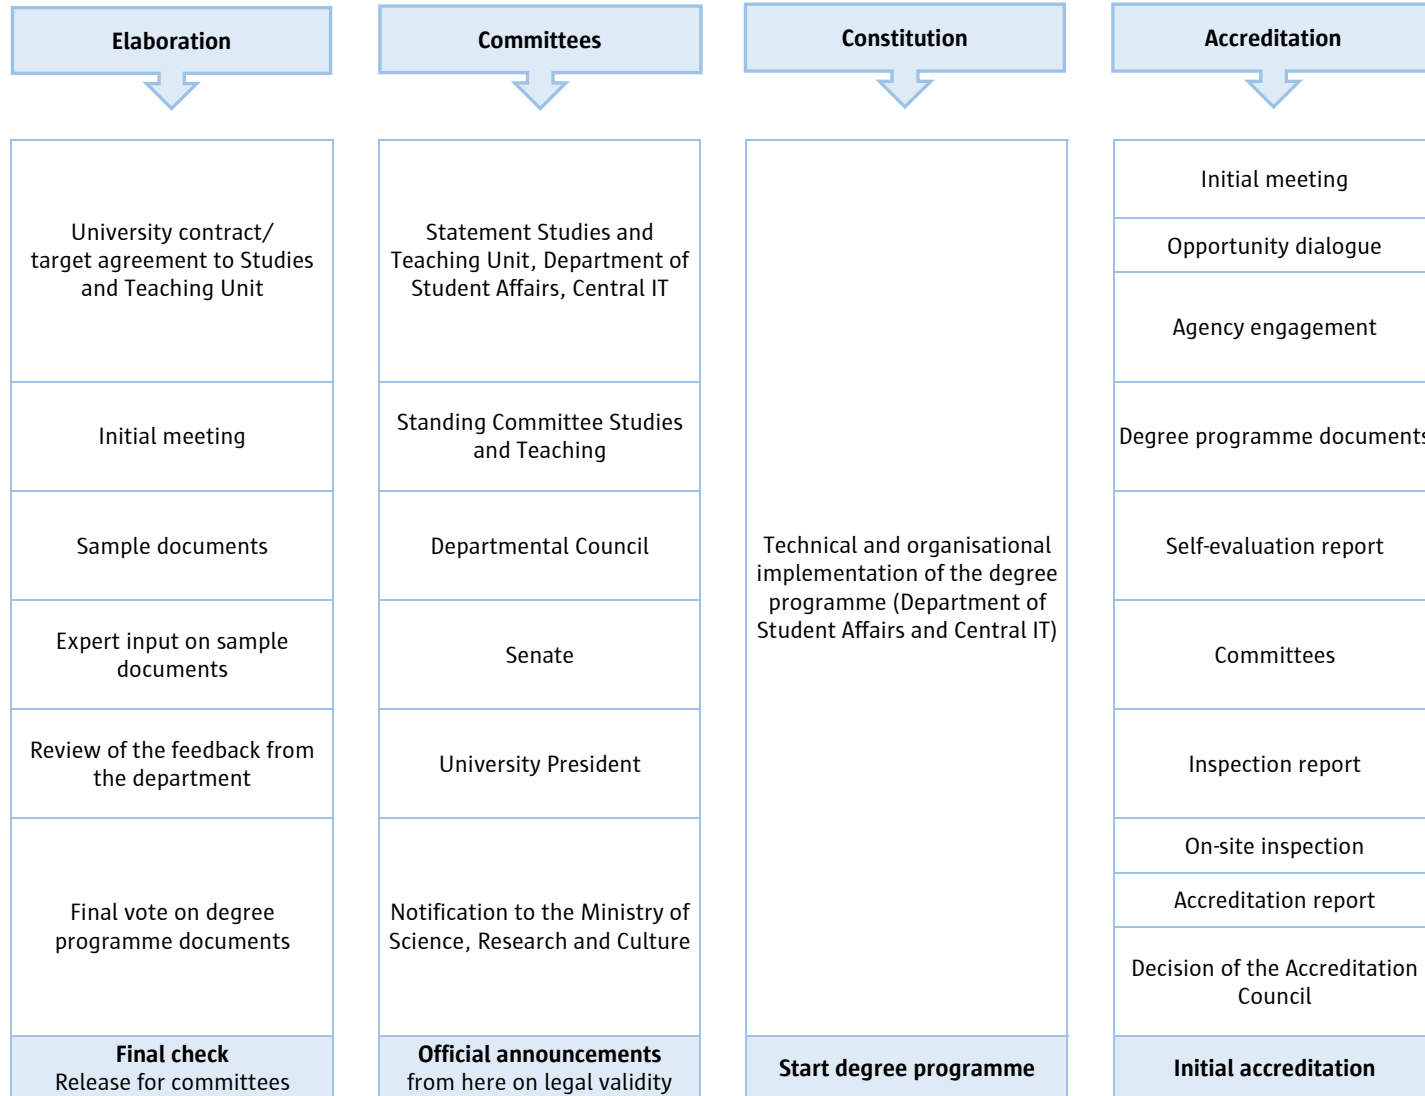 Elaboration
University contract/
target agreement to Studies
and Teaching Unit
Initial meeting
Sample documents
Expert input on sample
documents
Review of the feedback from
the department
Final vote on degree
programme documents
Final check
Release for committees
Committees
Statement Studies and
Teaching Unit, Department of
Student Affairs, Central IT
Standing Committee Studies
and Teaching
Departmental Council
Senate
University President
Notification to the Ministry of
Science, Research and Culture
Official announcements
from here on legal validity
Constitution
Technical and organisational
implementation of the degree
programme (Department of
Student Affairs and Central IT)
Start degree programme
Accreditation
Initial meeting
Opportunity dialogue
Agency engagement
Degree programme documents
Self-evaluation report
Committees
Inspection report
On-site inspection
Accreditation report
Decision of the Accreditation
Council
Initial accreditation